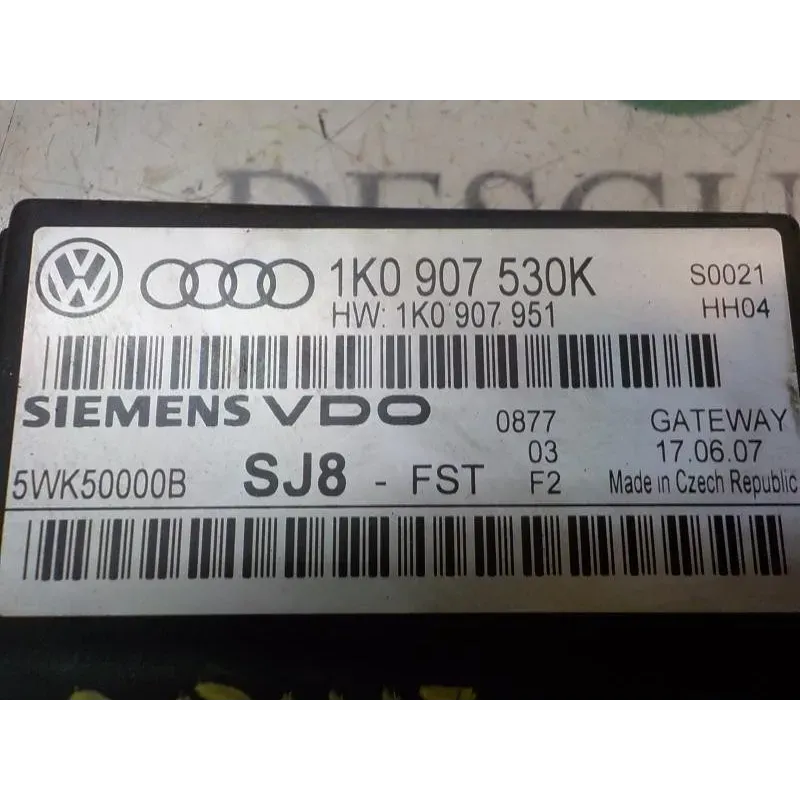 DESGU
1K0 907 530K S0021
HW: 1K0 907 951 HH04
SIEMENS VDO 0877 GATEWAY
03 17.06.07
5WK50000B SJ8 - FST F2 Made in Czech Republic